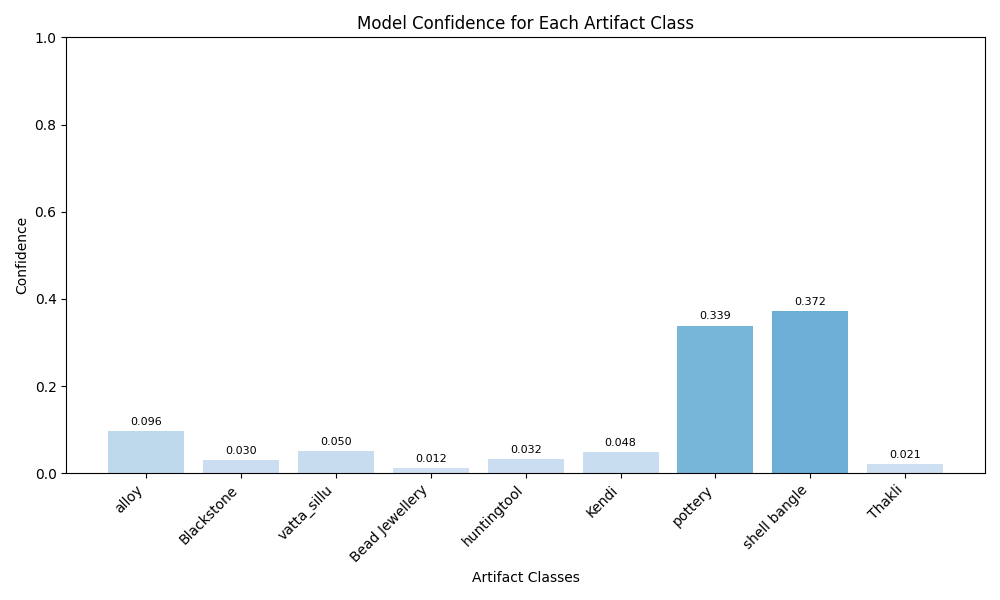 Model Confidence for Each Artifact Class
1.0
0.8
0.6
0.4
0.2
0.0
Confidence
0.096
0.030
0.050
0.012
0.032
0.048
0.339
0.372
0.021
alloy
Blackstone
vatta_sillu
Bead Jewellery
huntingtool
Kendi
pottery
shell bangle
Thakli
Artifact Classes